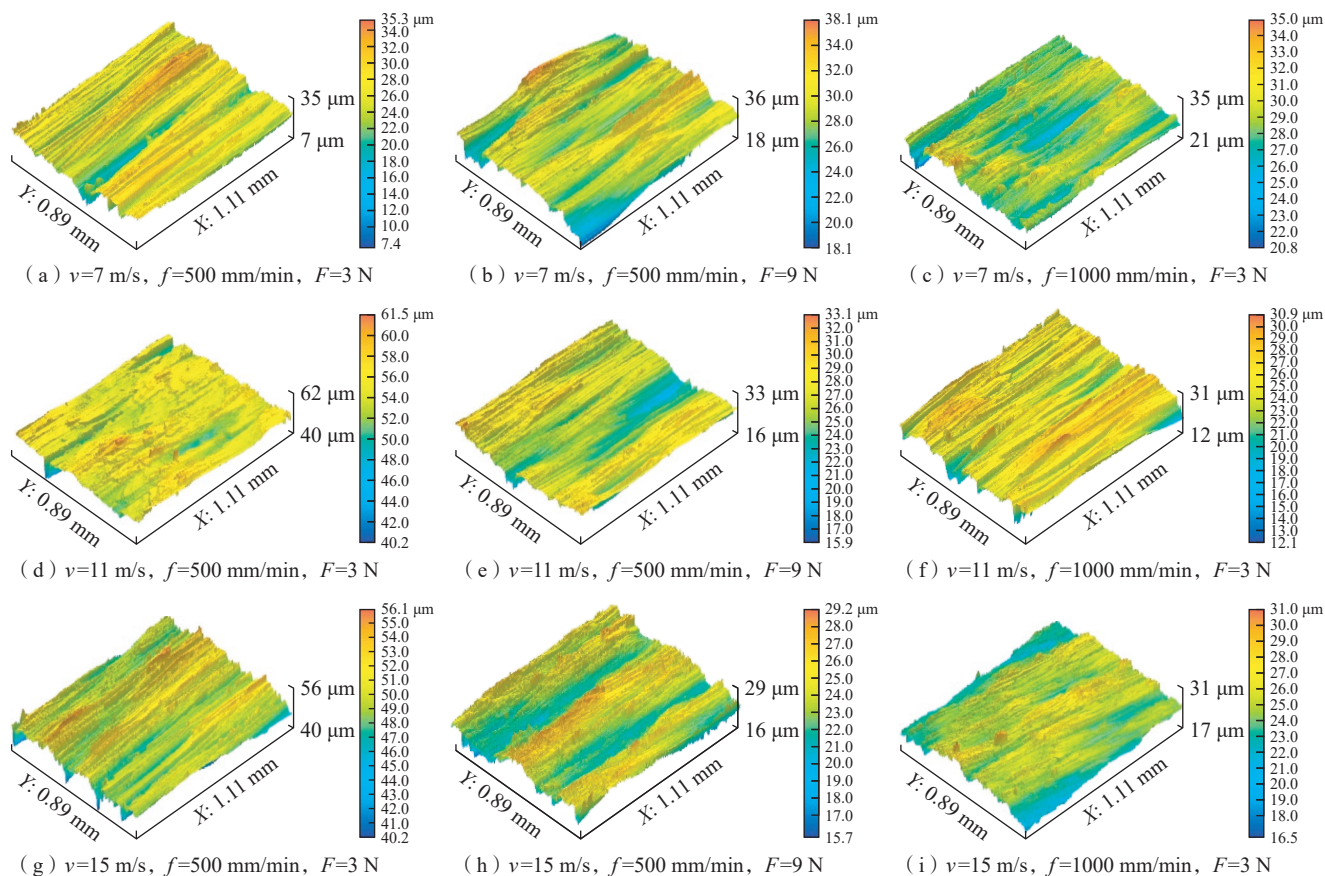 35.3 μm
34.0
32.0
30.0
28.0
26.0
24.0
22.0
20.0
18.0
16.0
14.0
12.0
10.0
7.4
35 μm
7 μm
Y: 0.89 mm
X: 1.11 mm
(a) v=7 m/s, f=500 mm/min, F=3 N
38.1 μm
36.0
34.0
32.0
30.0
28.0
26.0
24.0
22.0
20.0
18.1
36 μm
18 μm
Y: 0.89 mm
X: 1.11 mm
(b) v=7 m/s, f=500 mm/min, F=9 N
35.0 μm
34.0
33.0
32.0
31.0
30.0
29.0
28.0
27.0
26.0
25.0
24.0
23.0
22.0
20.8
35 μm
21 μm
Y: 0.89 mm
X: 1.11 mm
(c) v=7 m/s, f=1000 mm/min, F=3 N
61.5 μm
60.0
58.0
56.0
54.0
52.0
50.0
48.0
46.0
44.0
42.0
40.2
62 μm
40 μm
Y: 0.89 mm
X: 1.11 mm
(d) v=11 m/s, f=500 mm/min, F=3 N
33.1 μm
32.0
31.0
30.0
29.0
28.0
27.0
26.0
25.0
24.0
23.0
22.0
21.0
20.0
19.0
18.0
17.0
15.9
33 μm
16 μm
Y: 0.89 mm
X: 1.11 mm
(e) v=11 m/s, f=500 mm/min, F=9 N
30.9 μm
30.0
29.0
28.0
27.0
26.0
25.0
24.0
23.0
22.0
21.0
20.0
19.0
18.0
17.0
16.0
15.0
14.0
13.0
12.1
31 μm
12 μm
Y: 0.89 mm
X: 1.11 mm
(f) v=11 m/s, f=1000 mm/min, F=3 N
56.1 μm
55.0
54.0
53.0
52.0
51.0
50.0
49.0
48.0
47.0
46.0
45.0
44.0
43.0
42.0
41.0
40.2
56 μm
40 μm
Y: 0.89 mm
X: 1.11 mm
(g) v=15 m/s, f=500 mm/min, F=3 N
29.2 μm
28.0
27.0
26.0
25.0
24.0
23.0
22.0
21.0
20.0
19.0
18.0
17.0
15.7
29 μm
16 μm
Y: 0.89 mm
X: 1.11 mm
(h) v=15 m/s, f=500 mm/min, F=9 N
31.0 μm
30.0
29.0
28.0
27.0
26.0
25.0
24.0
23.0
22.0
21.0
20.0
19.0
18.0
16.5
31 μm
17 μm
Y: 0.89 mm
X: 1.11 mm
(i) v=15 m/s, f=1000 mm/min, F=3 N